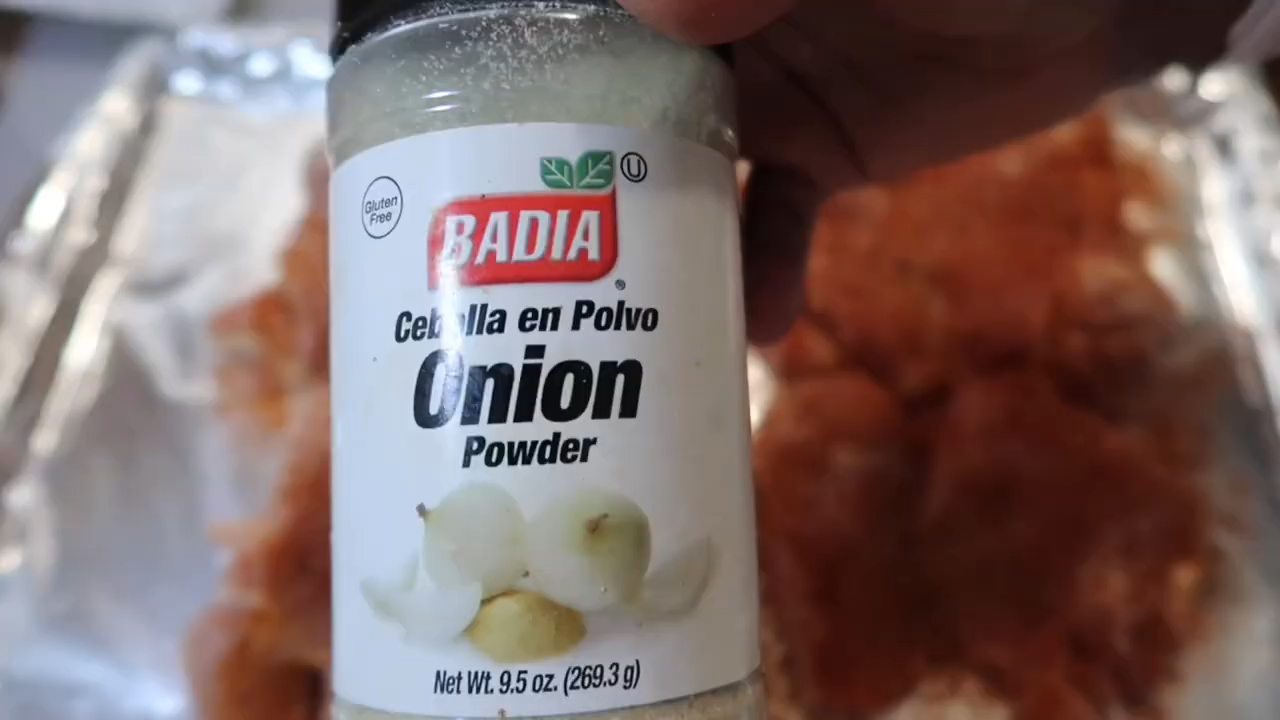 Gluten
Free
U
BADIA
®
Cebolla en Polvo
Onion
Powder
Net Wt. 9.5 oz. (269.3 g)